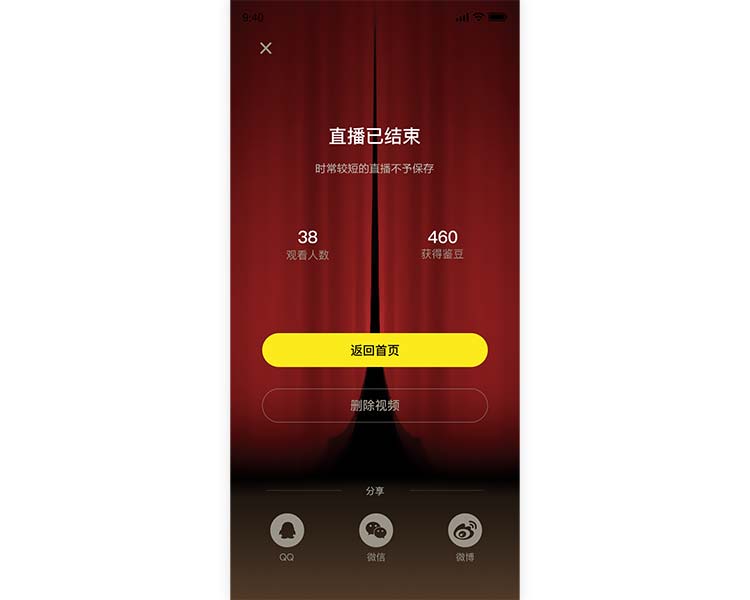 9:40
直播已结束
时常较短的直播不予保存
38
460
观看人数
获得鉴豆
返回首页
删除视频
分享
QQ
微信
微博